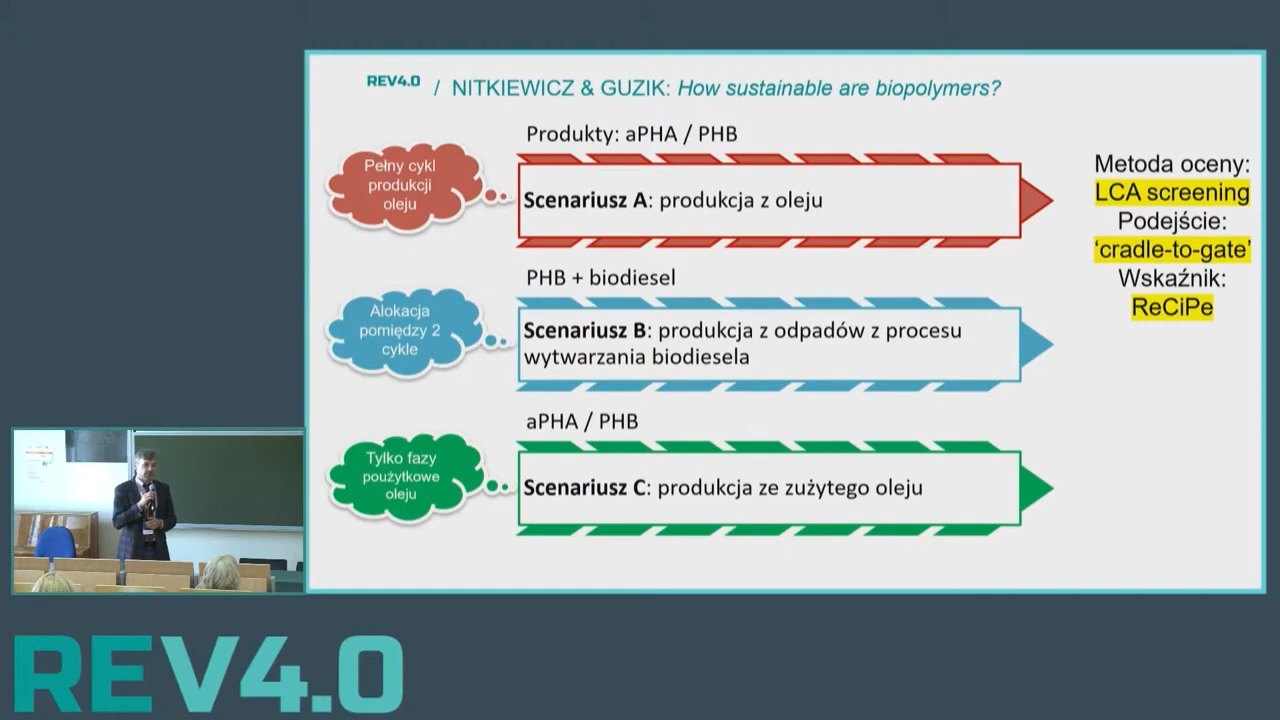 REV4.0 / NITKIEWICZ & GUZIK: How sustainable are biopolymers?
Produkty: aPHA / PHB
Pełny cykl
produkcji
oleju
Scenariusz A: produkcja z oleju
Metoda oceny:
LCA screening
Podejście:
‘cradle-to-gate’
Wskaźnik:
ReCiPe
PHB + biodiesel
Alokacja
pomiędzy 2
cykle
Scenariusz B: produkcja z odpadów z procesu
wytwarzania biodiesela
aPHA / PHB
Tylko fazy
poużytkowe
oleju
Scenariusz C: produkcja ze zużytego oleju
REV4.0